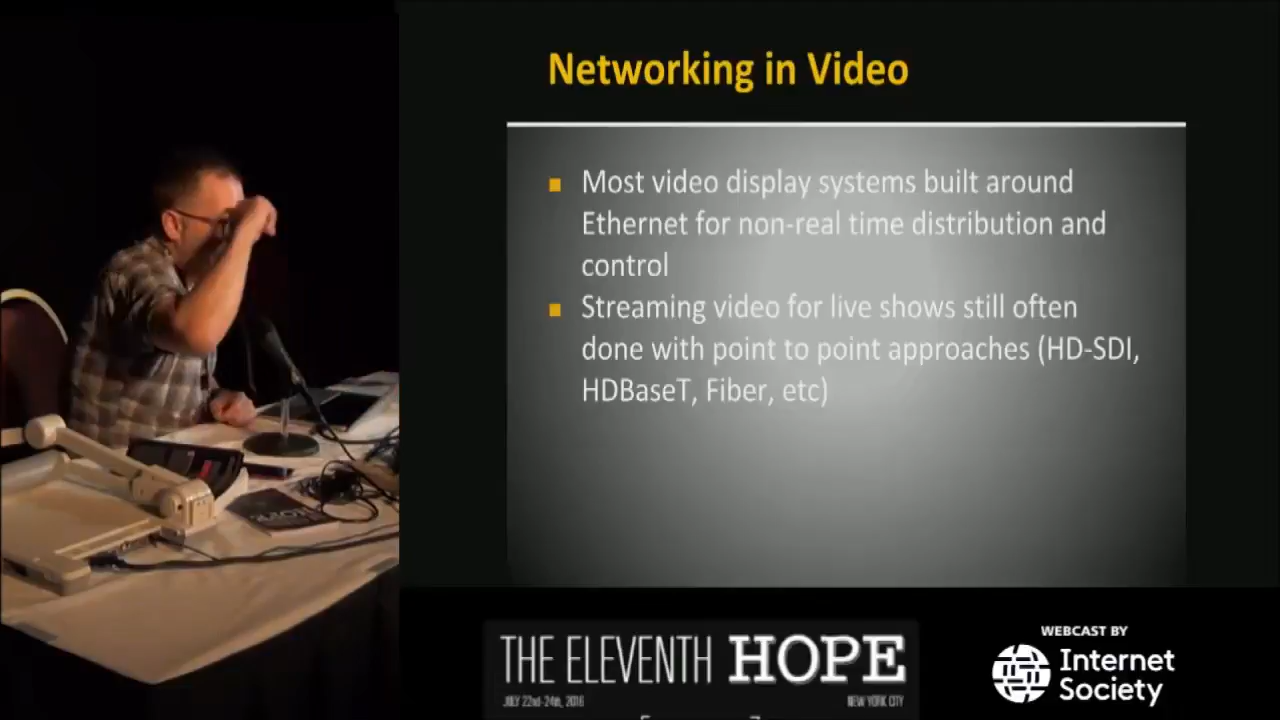 Networking in Video
Most video display systems built around
Ethernet for non-real time distribution and
control
Streaming video for live shows still often
done with point to point approaches (HD-SDI,
HDBaseT, Fiber, etc)
THE ELEVENTH HOPE
JULY 22nd-24th, 2016
NEW YORK CITY
WEBCAST BY
Internet
Society